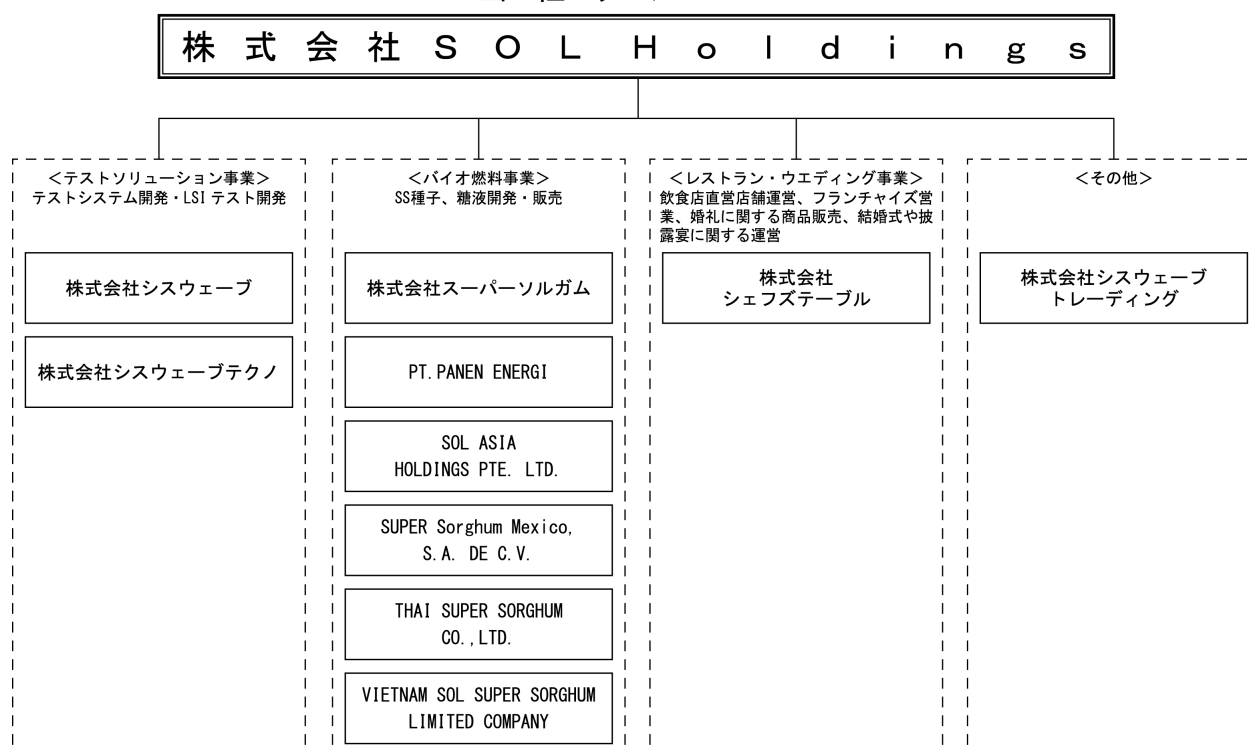 株式会社SOL Holdings
＜テストソリューション事業＞
テストシステム開発・LSIテスト開発
株式会社シスウェーブ
株式会社シスウェーブテクノ
＜バイオ燃料事業＞
SS種子、糖液開発・販売
株式会社スーパーソルガム
PT.PANEN ENERGI
SOL ASIA
HOLDINGS PTE. LTD.
SUPER Sorghum Mexico,
S.A. DE C.V.
THAI SUPER SORGHUM
CO.,LTD.
VIETNAM SOL SUPER SORGHUM
LIMITED COMPANY
＜レストラン・ウエディング事業＞
飲食店直営店舗運営、フランチャイズ営
業、婚礼に関する商品販売、結婚式や披
露宴に関する運営
株式会社
シェフズテーブル
＜その他＞
株式会社シスウェーブ
トレーディング